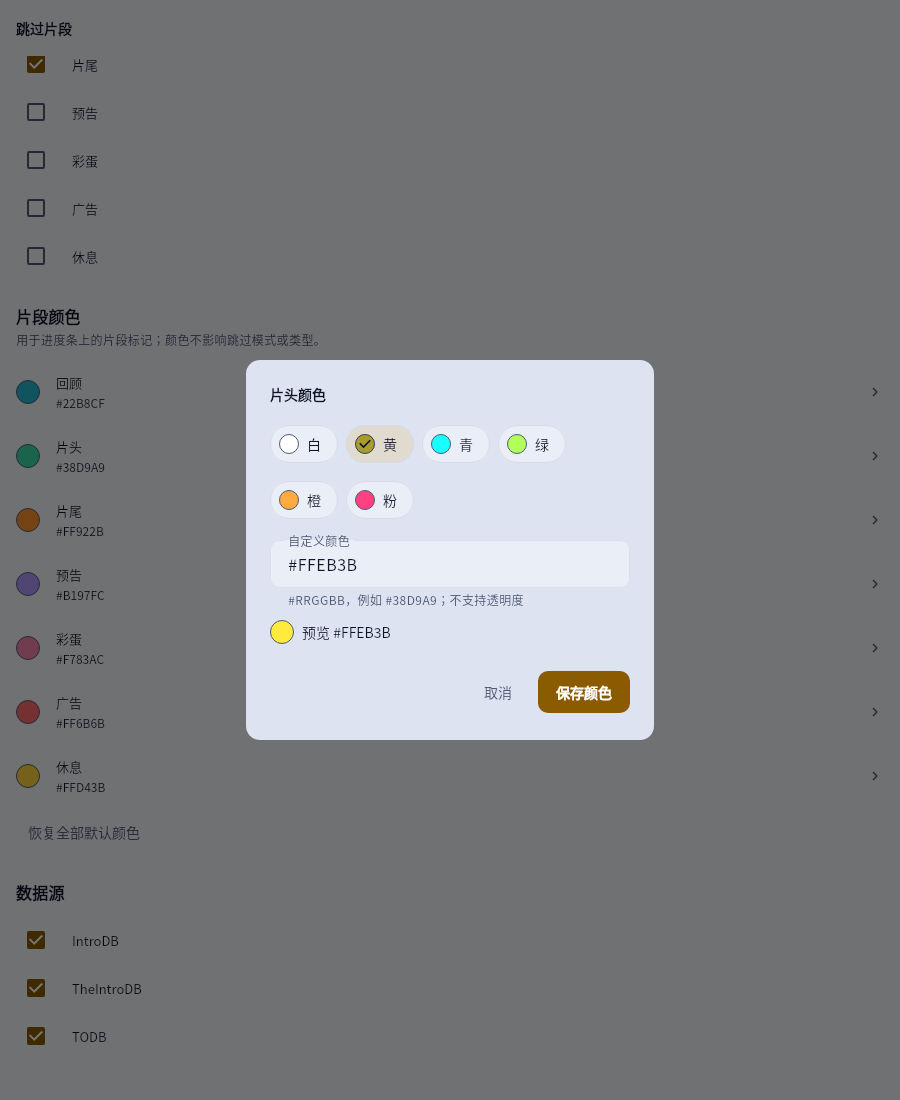 跳过片段
片尾
预告
彩蛋
广告
休息
片段颜色
用于进度条上的片段标记；颜色不影响跳过模式或类型。
回顾
#22B8CF
片头
#38D9A9
片尾
#FF922B
预告
#B197FC
彩蛋
#F783AC
广告
#FF6B6B
休息
#FFD43B
恢复全部默认颜色
数据源
IntroDB
TheIntroDB
TODB
片头颜色
白 黄 青 绿
橙 粉
自定义颜色
#FFEB3B
#RRGGBB，例如 #38D9A9；不支持透明度
预览 #FFEB3B
取消 保存颜色